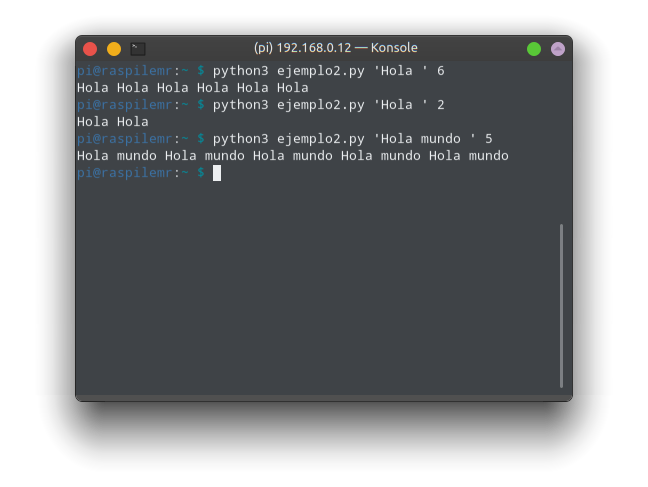 (pi) 192.168.0.12 — Konsole
pi@raspilemr:~ $ python3 ejemplo2.py 'Hola ' 6
Hola Hola Hola Hola Hola Hola
pi@raspilemr:~ $ python3 ejemplo2.py 'Hola ' 2
Hola Hola
pi@raspilemr:~ $ python3 ejemplo2.py 'Hola mundo ' 5
Hola mundo Hola mundo Hola mundo Hola mundo Hola mundo
pi@raspilemr:~ $